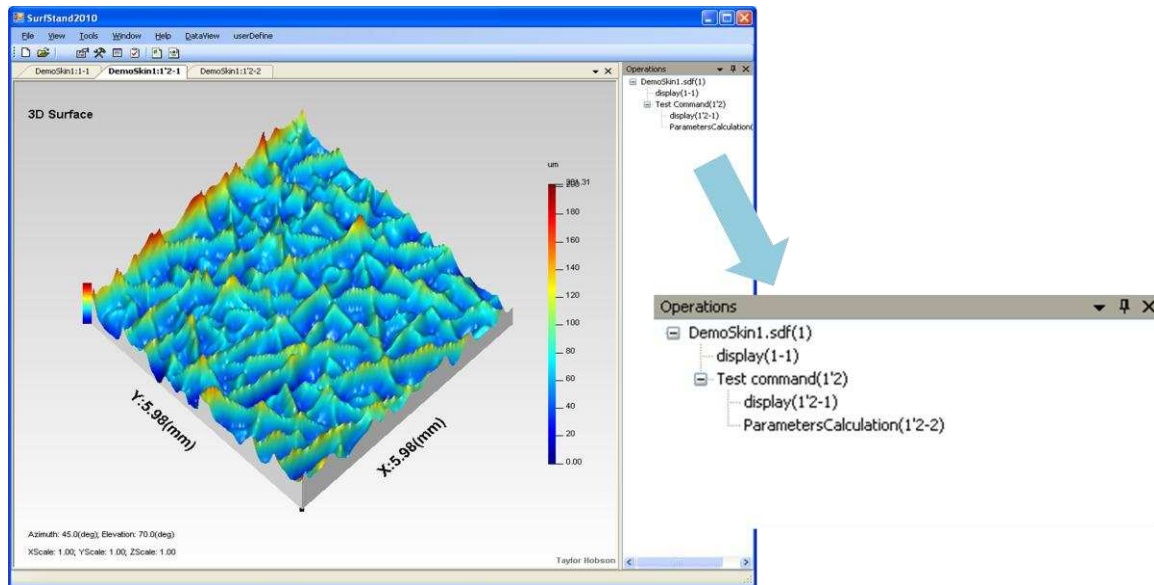 SurfStand2010
File View Tools Window Help DataView userDefine
DemoSkin1:1-1 DemoSkin1:1'2-1 DemoSkin1:1'2-2
3D Surface
um
200
180
160
140
120
100
80
60
40
20
0.00
Y:5.98(mm)
X:5.98(mm)
Azimuth: 45.0(deg); Elevation: 70.0(deg)
XScale: 1.00; YScale: 1.00; ZScale: 1.00
Taylor Hobson
Operations
DemoSkin1.sdf(1)
display(1-1)
Test Command(1'2)
display(1'2-1)
ParametersCalculation(
Operations
DemoSkin1.sdf(1)
display(1-1)
Test command(1'2)
display(1'2-1)
ParametersCalculation(1'2-2)